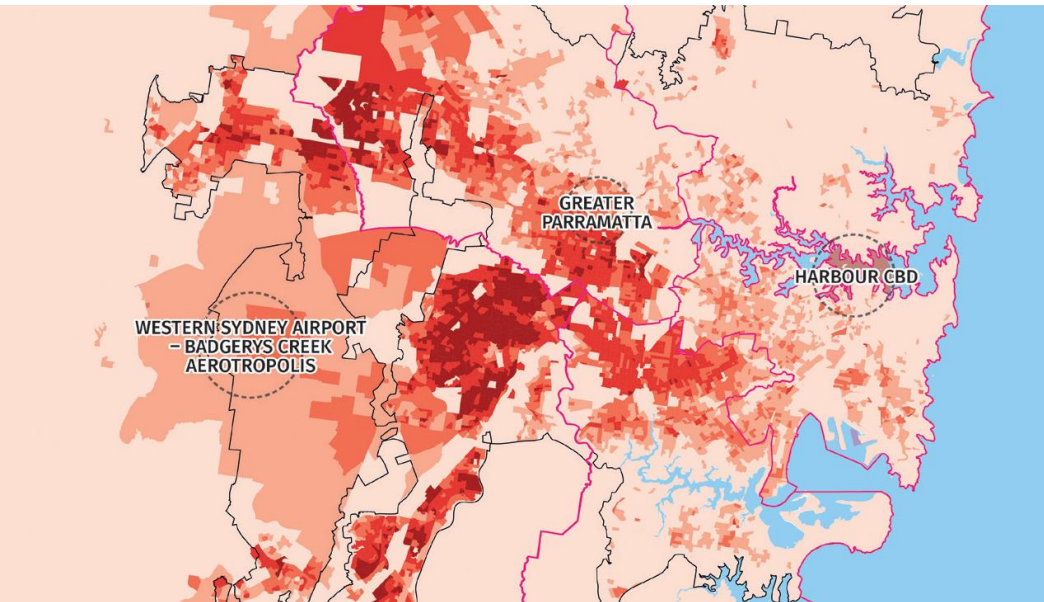 GREATER
PARRAMATTA
HARBOUR CBD
WESTERN SYDNEY AIRPORT
– BADGERYS CREEK
AEROTROPOLIS